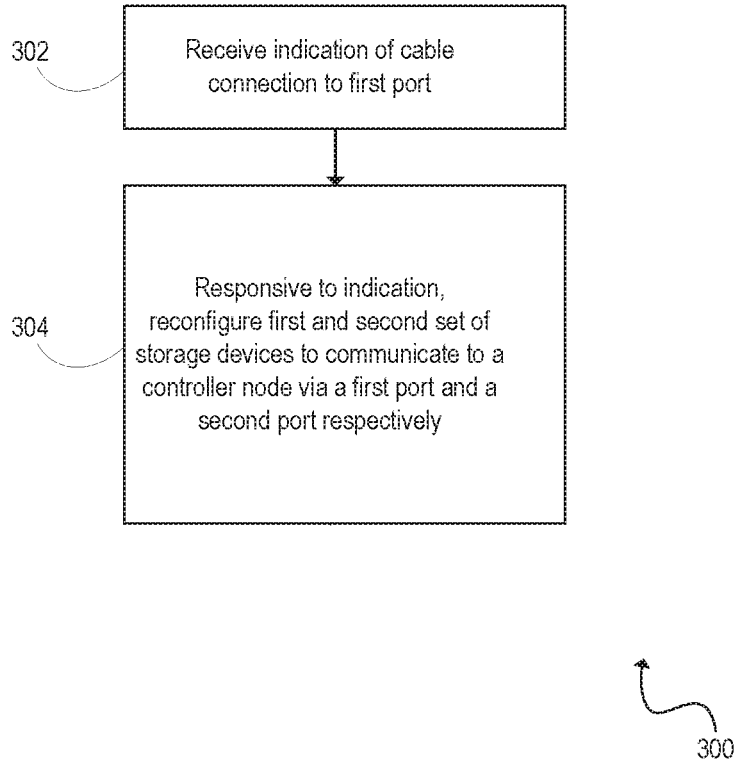 302
Receive indication of cable
connection to first port
304
Responsive to indication,
reconfigure first and second set of
storage devices to communicate to a
controller node via a first port and a
second port respectively
300